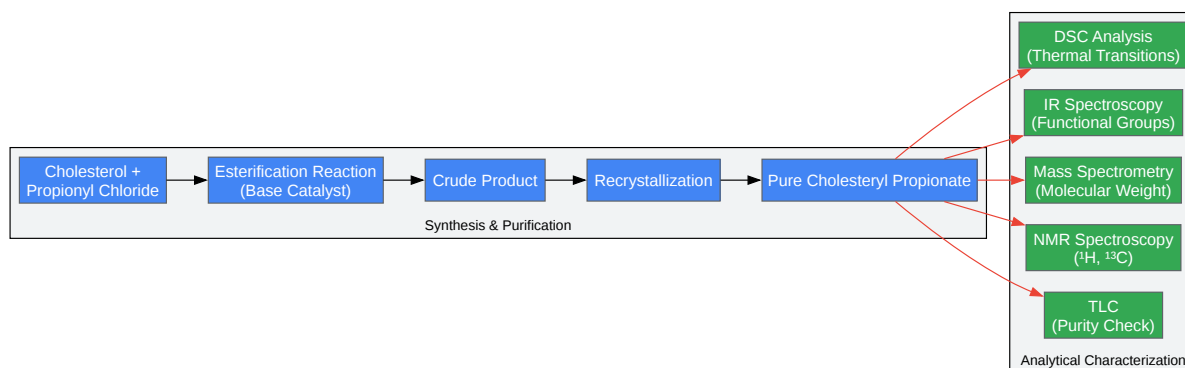 Cholesterol +
Propionyl Chloride
Esterification Reaction
(Base Catalyst)
Crude Product
Recrystallization
Pure Cholesteryl Propionate
Synthesis & Purification
DSC Analysis
(Thermal Transitions)
IR Spectroscopy
(Functional Groups)
Mass Spectrometry
(Molecular Weight)
NMR Spectroscopy
(¹H, ¹³C)
TLC
(Purity Check)
Analytical Characterization